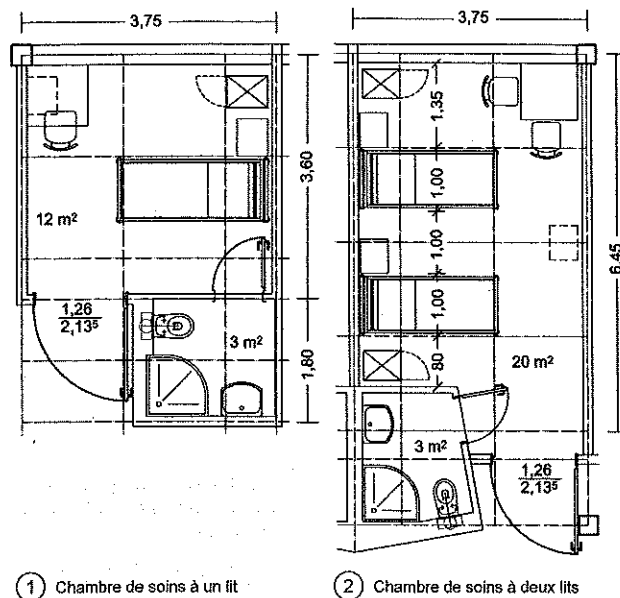 3,75
3,60
12 m²
1,26
2,13⁵
3 m²
1,80
1 Chambre de soins à un lit
3,75
1,35
1,00
1,00
1,00
80
6,45
20 m²
3 m²
1,26
2,13⁵
2 Chambre de soins à deux lits